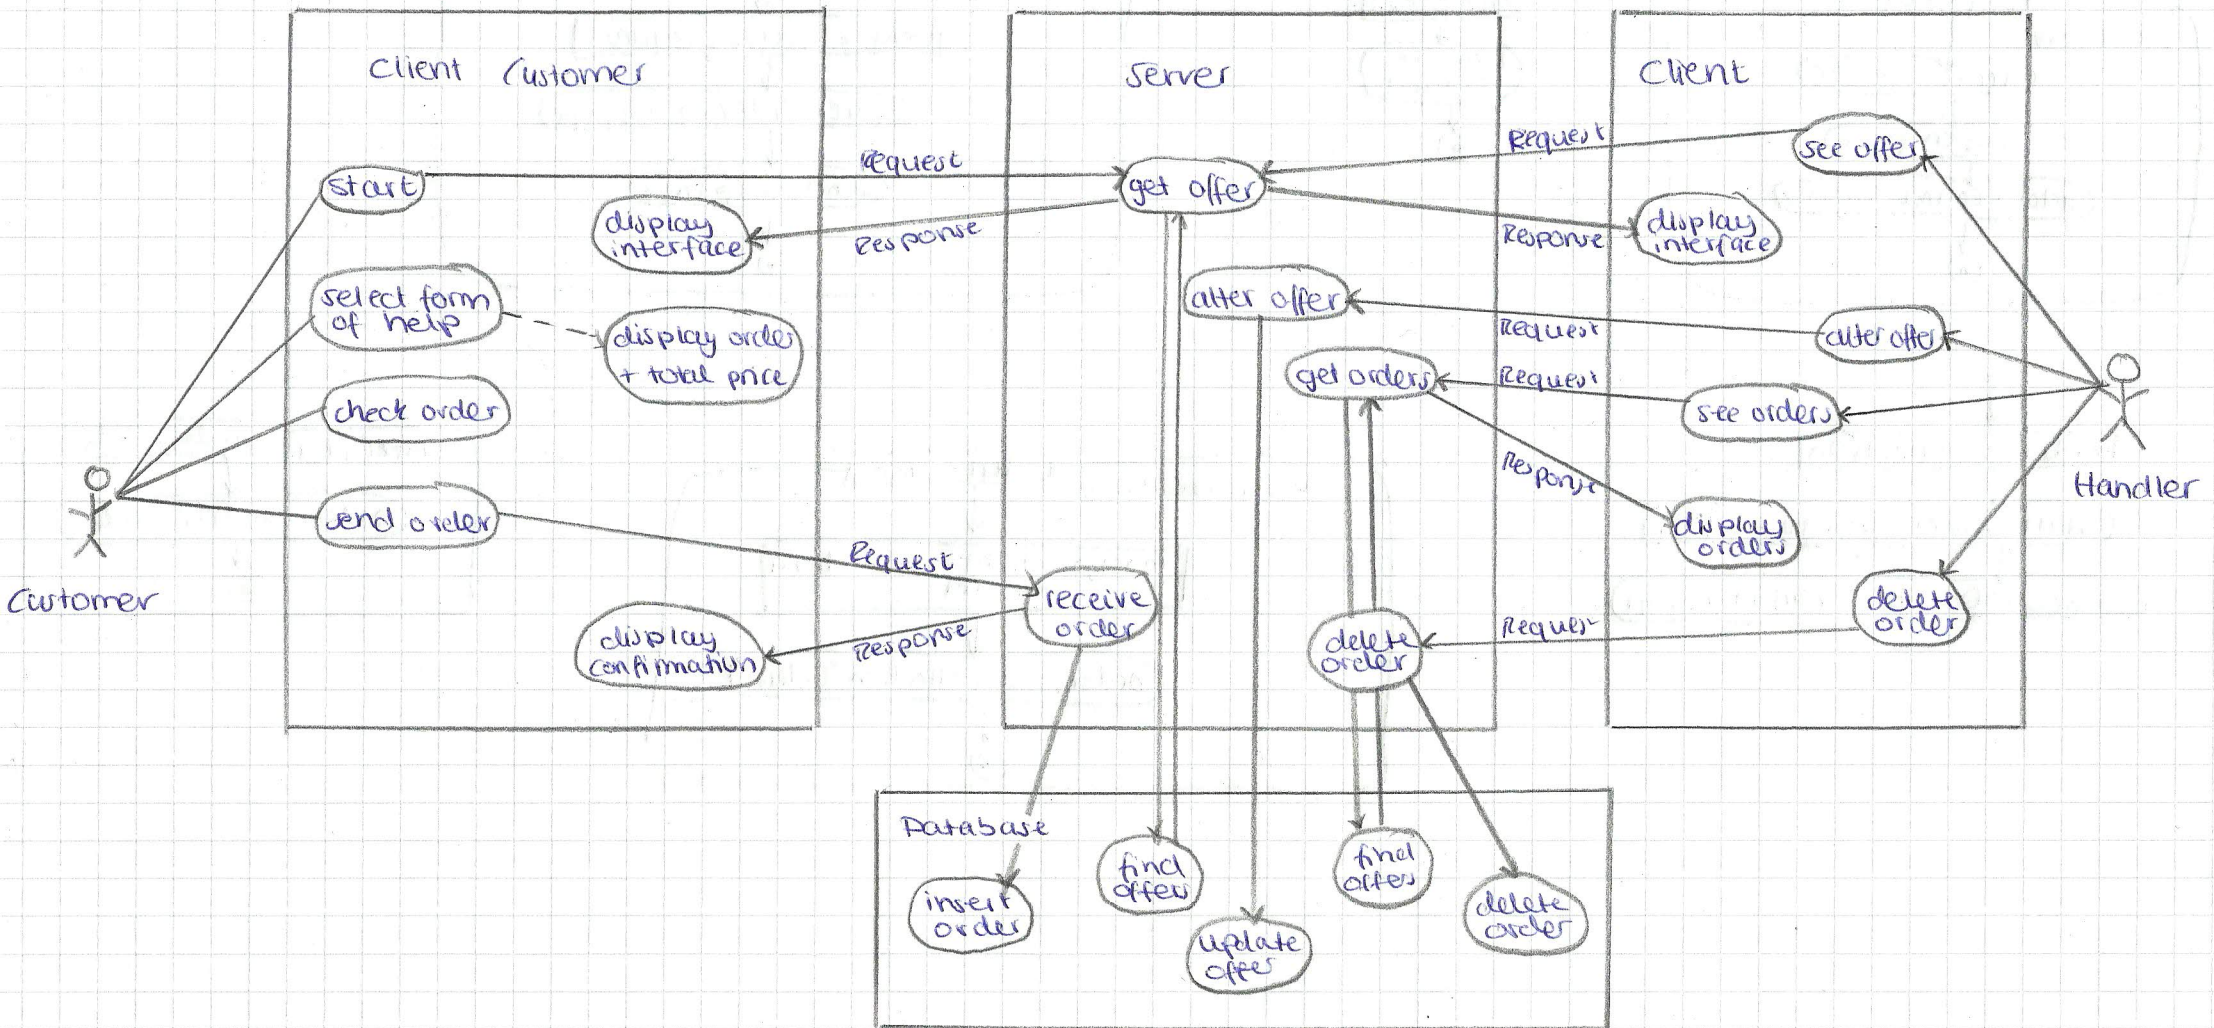 Client Customer
Server
Client
start
Request
get offer
Request
see offer
display
interface
Response
Response
display
interface
select form
of help
display order
+ total price
alter offer
Request
alter offer
check order
get orders
Request
see orders
send order
Request
Response
display
orders
Customer
Handler
receive
order
display
confirmation
Response
delete
order
Request
delete
order
Database
insert
order
find
offers
update
offer
find
offers
delete
order